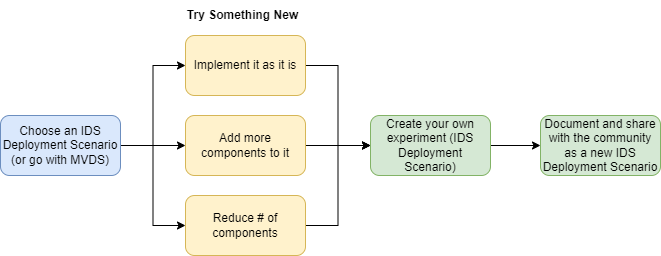 Try Something New
Implement it as it is
Choose an IDS
Deployment Scenario
(or go with MVDS)
Add more
components to it
Create your own
experiment (IDS
Deployment
Scenario)
Document and share
with the community
as a new IDS
Deployment Scenario
Reduce # of
components